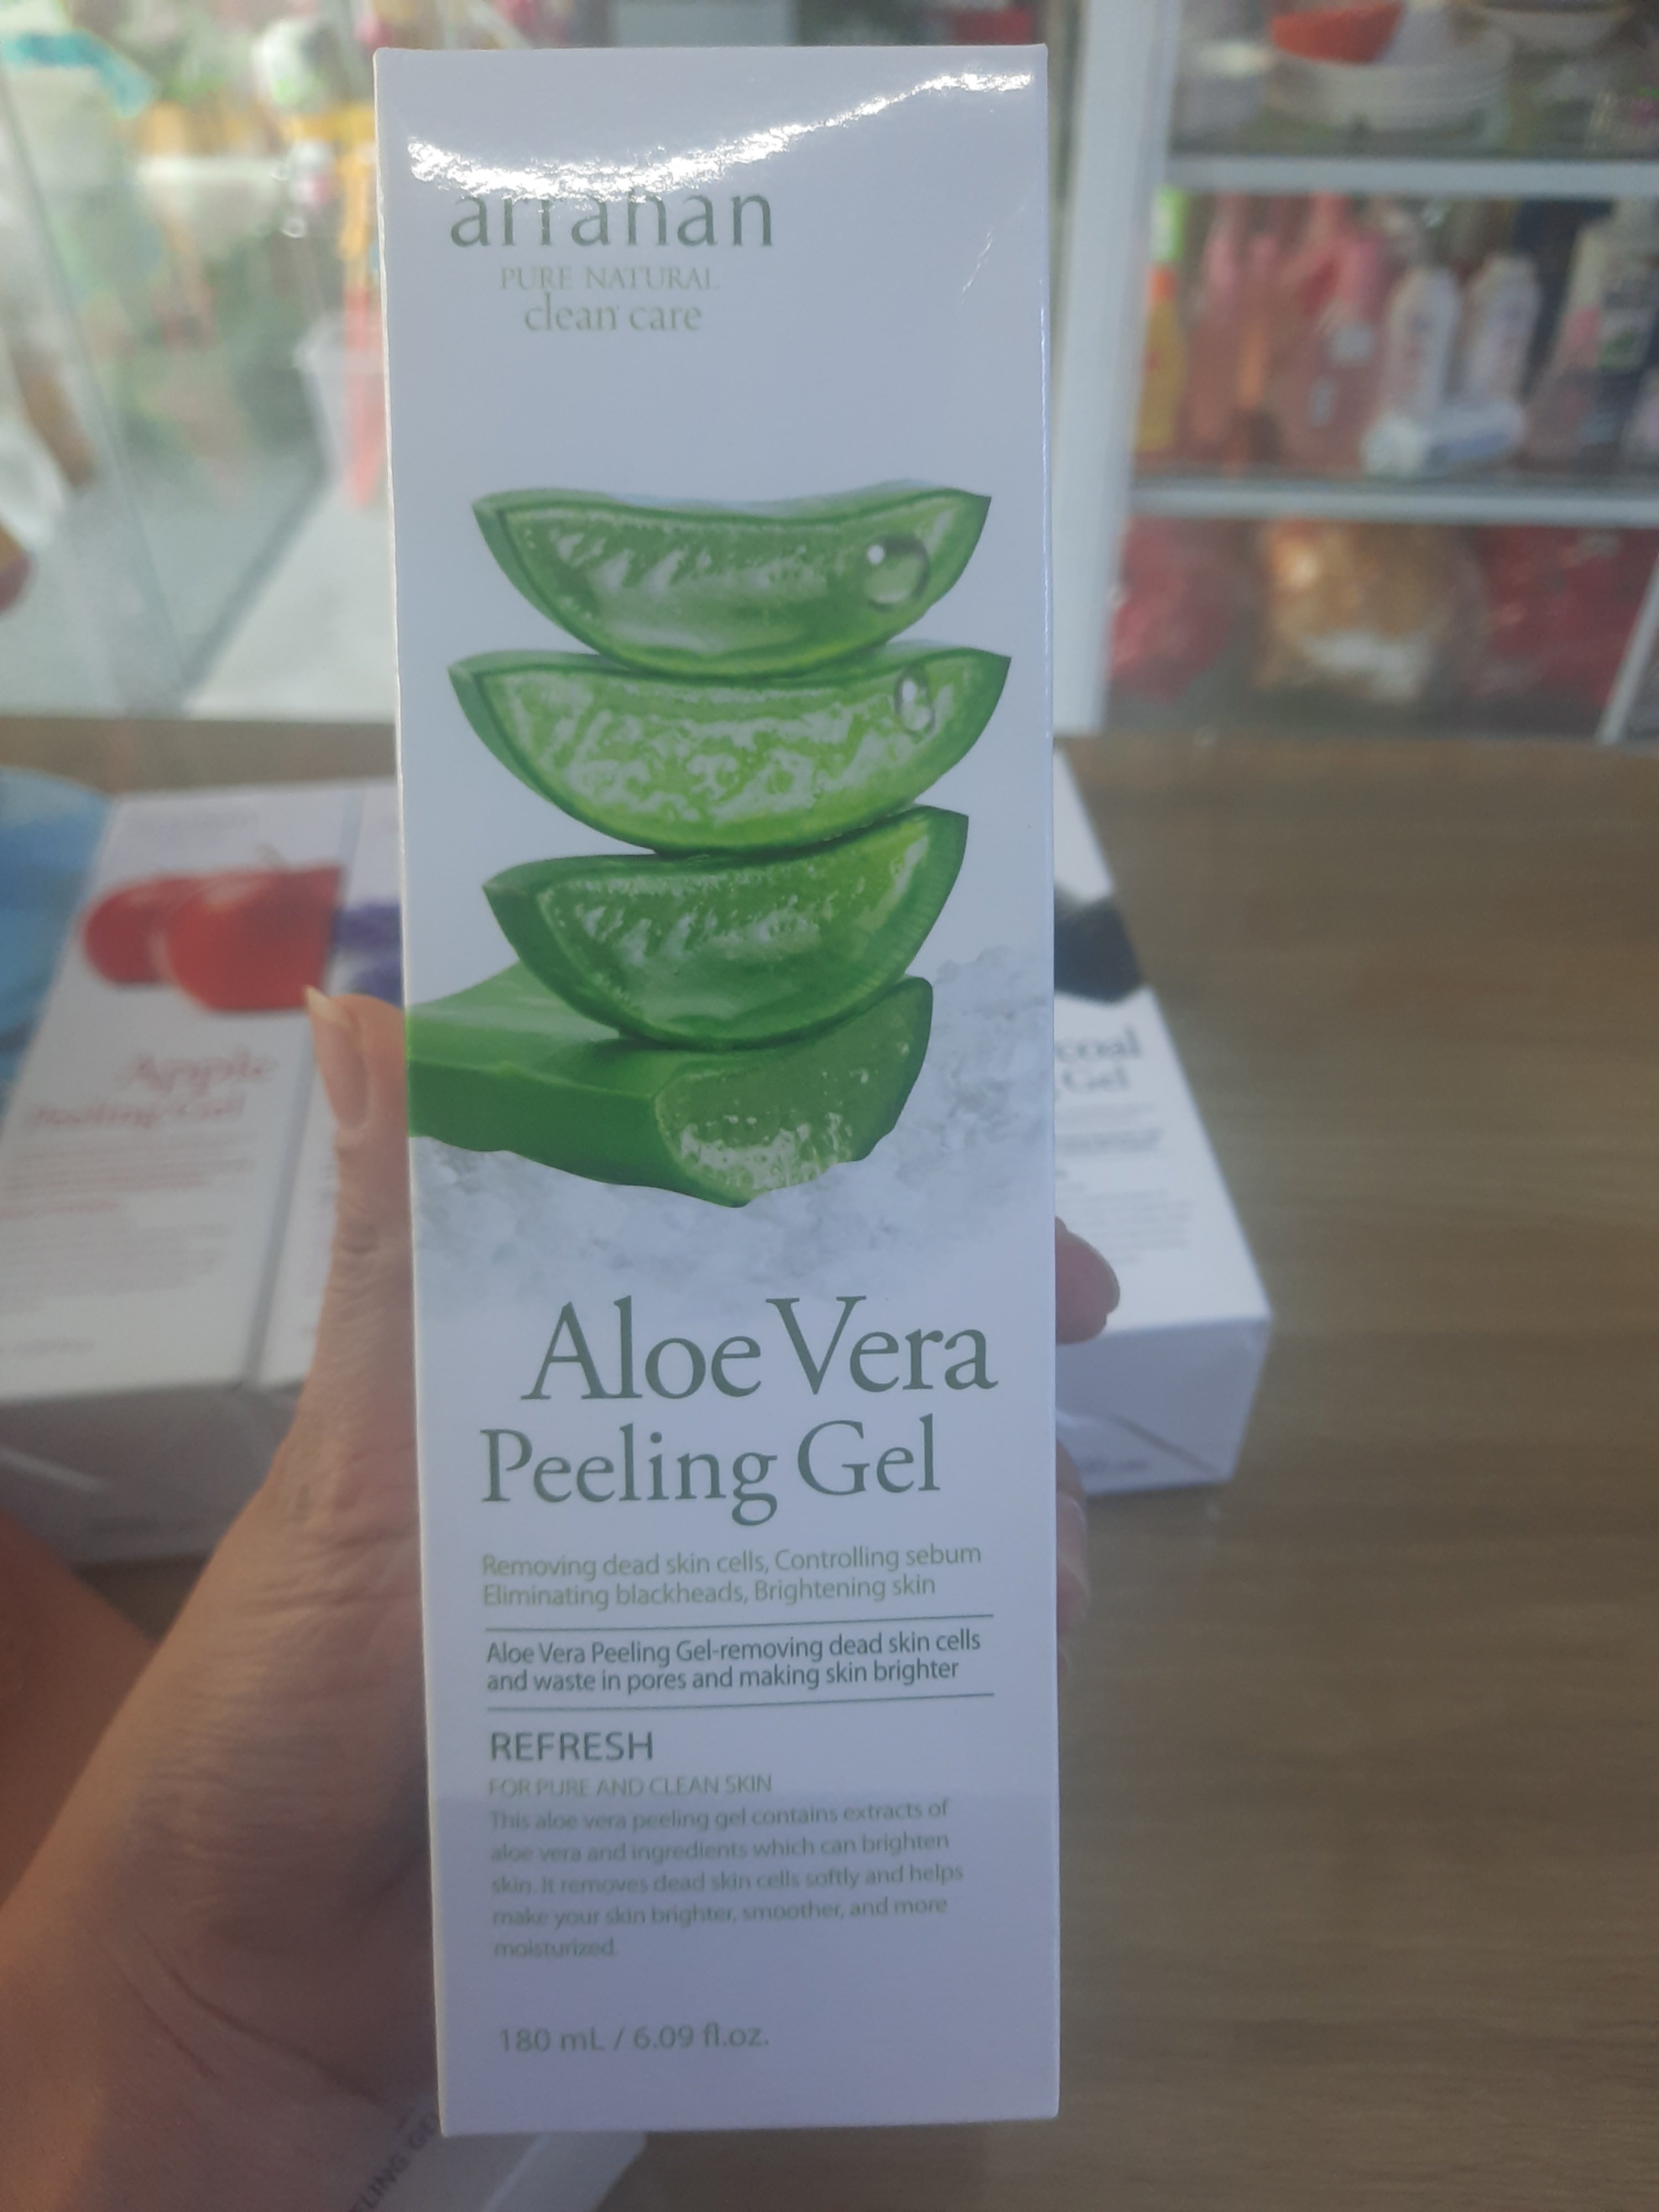 arrahan
PURE NATURAL
clean care
Aloe Vera
Peeling Gel
Removing dead skin cells, Controlling sebum
Eliminating blackheads, Brightening skin
Aloe Vera Peeling Gel-removing dead skin cells
and waste in pores and making skin brighter
REFRESH
FOR PURE AND CLEAN SKIN
This aloe vera peeling gel contains extracts of
aloe vera and ingredients which can brighten
skin. It removes dead skin cells softly and helps
make your skin brighter, smoother, and more
moisturized.
180 mL / 6.09 fl.oz.
Apple
Peeling Gel
coal
Gel